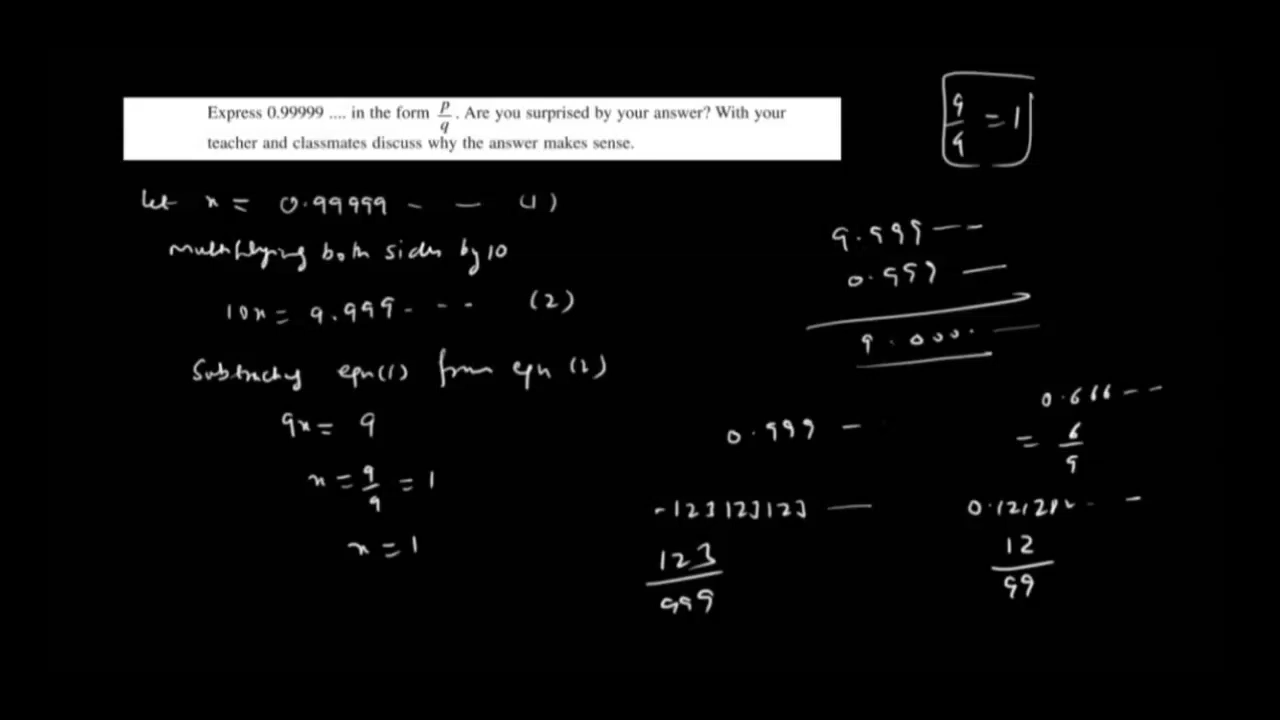 Express 0.99999 .... in the form p/q. Are you surprised by your answer? With your
teacher and classmates discuss why the answer makes sense.
9/9 = 1
let x = 0.99999 - — (1)
multiplying both sides by 10
10x = 9.999- - - (2)
Subtracting eqn(1) from eqn (2)
9x = 9
x = 9/9 = 1
x = 1
9.999 — - -
0.999 —
9.000. —
0.999 —
0.666 - -
= 6/9
.123123123 —
123/999
0.121212 - -
12/99